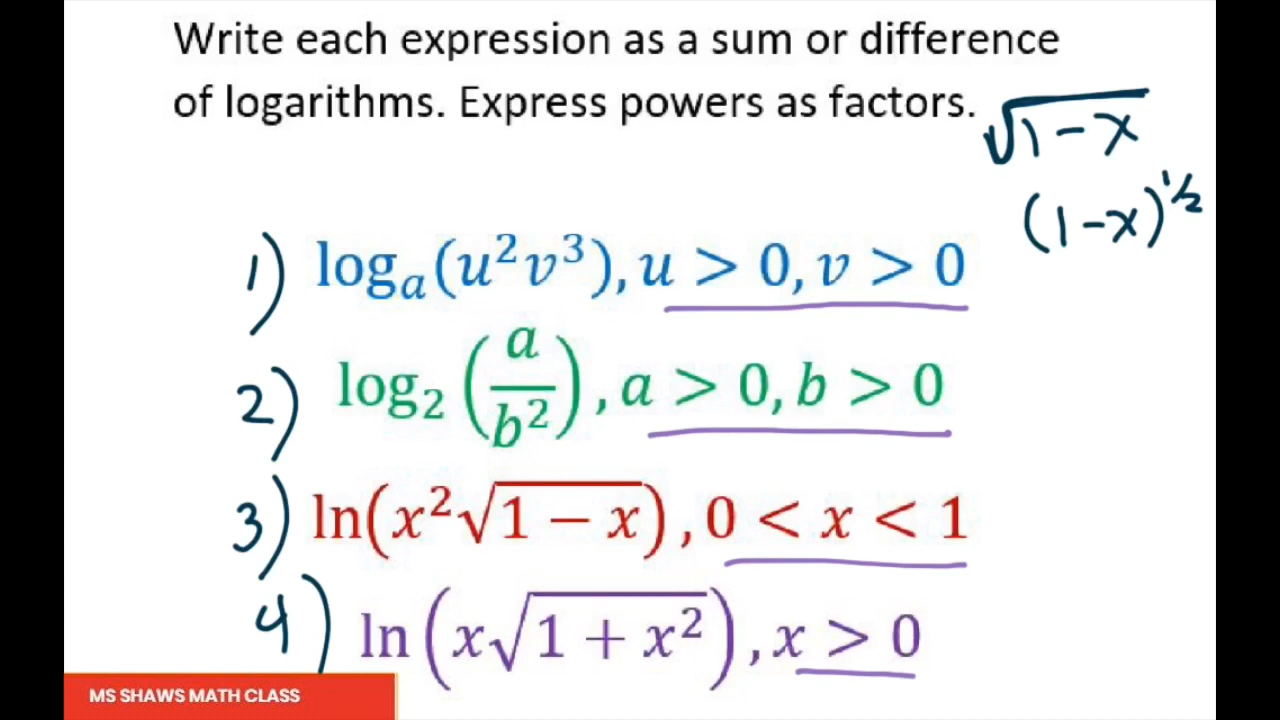 Write each expression as a sum or difference
of logarithms. Express powers as factors.
√1−x
(1−x)^1/2
1) logₐ(u²v³), u > 0, v > 0
2) log₂(a/b²), a > 0, b > 0
3) ln(x²√1 − x), 0 < x < 1
4) ln(x√1 + x²), x > 0
MS SHAWS MATH CLASS